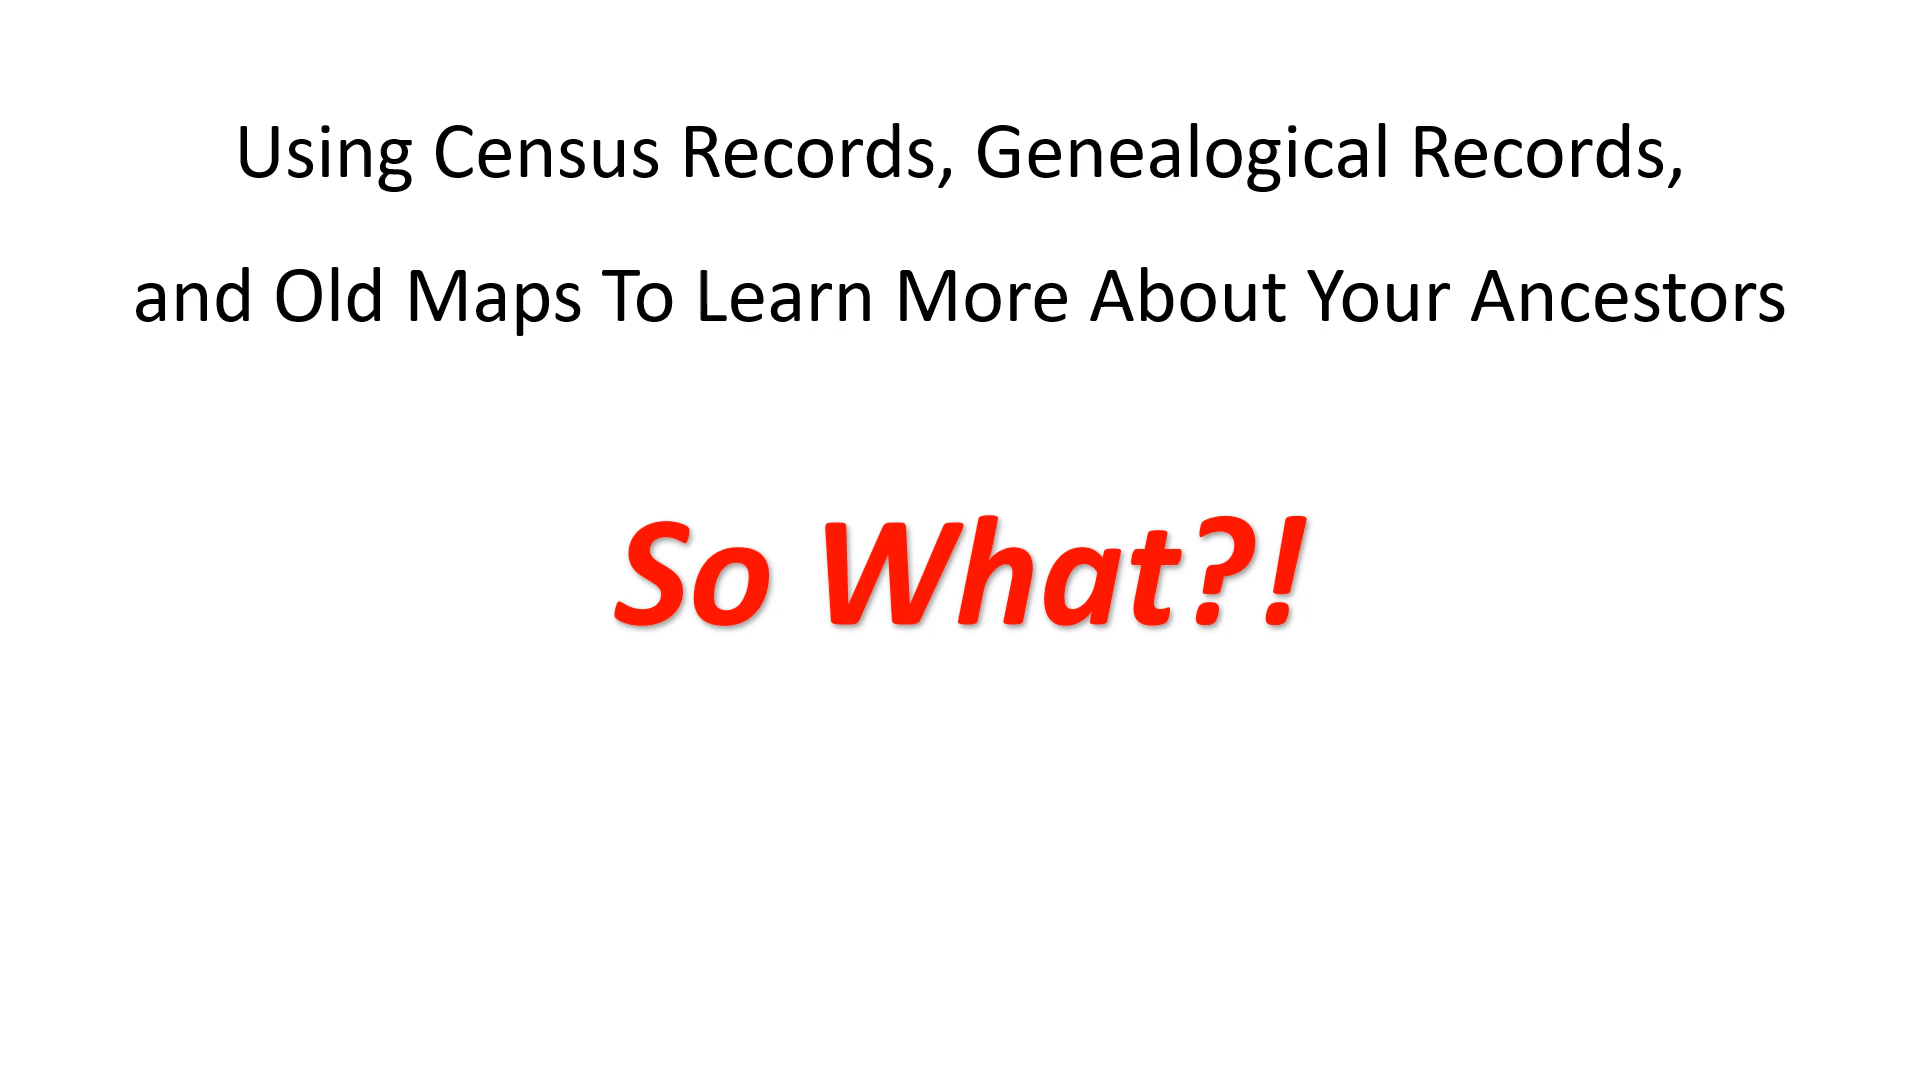 Using Census Records, Genealogical Records,
and Old Maps To Learn More About Your Ancestors
So What?!